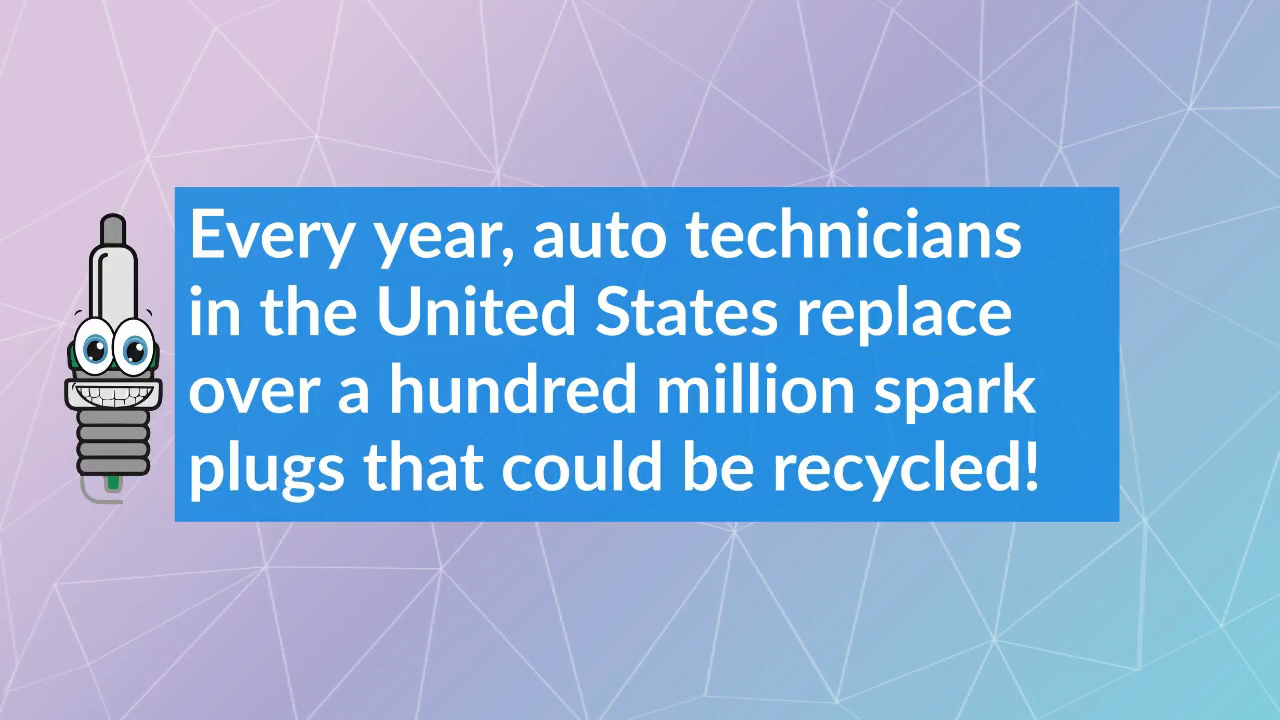 Every year, auto technicians
in the United States replace
over a hundred million spark
plugs that could be recycled!